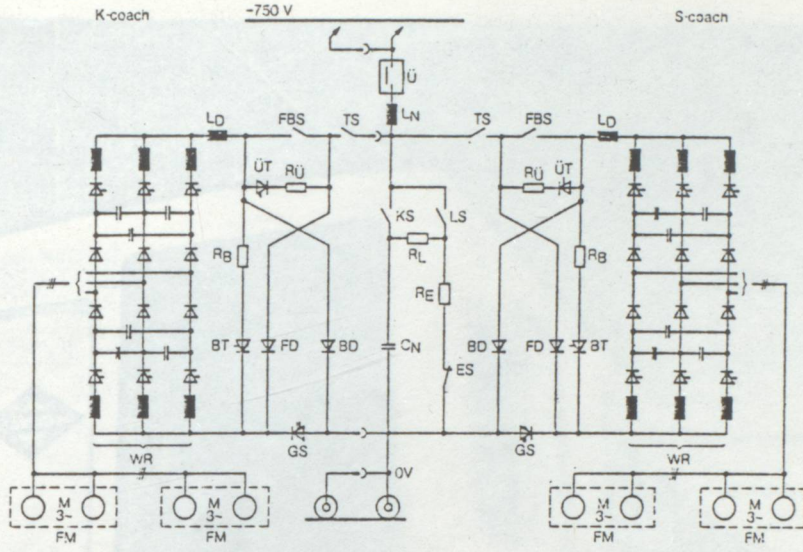 K-coach
-750 V
S-coach
Ü
LD
FBS
TS
LN
TS
FBS
LD
ÜT
RÜ
RÜ
ÜT
KS
LS
RB
RL
RB
RE
BT
FD
BD
CN
BD
FD
BT
ES
GS
GS
WR
0V
WR
M
3~
M
3~
M
3~
M
3~
FM
FM
FM
FM